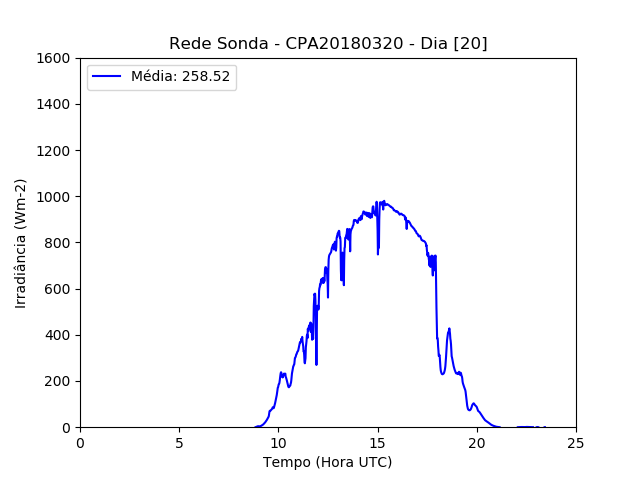 Rede Sonda - CPA20180320 - Dia [20]
Média: 258.52
1600
1400
1200
1000
800
600
400
200
0
0 5 10 15 20 25
Irradiância (Wm-2)
Tempo (Hora UTC)